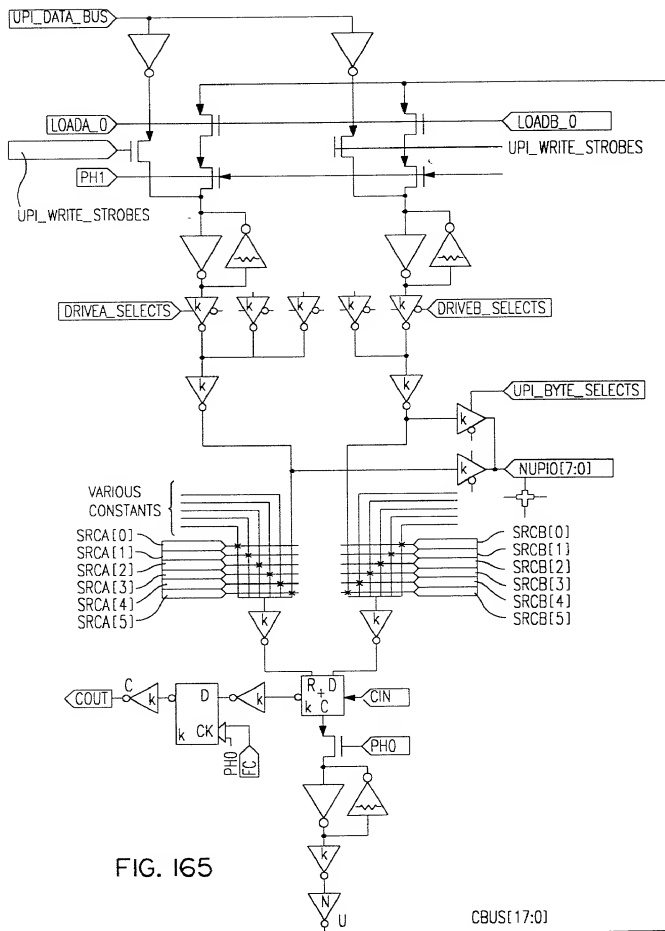 UPI_DATA_BUS
LOADA_0
LOADB_0
UPI_WRITE_STROBES
PH1
UPI_WRITE_STROBES
DRIVEA_SELECTS
k k k k k
DRIVEB_SELECTS
k k
UPI_BYTE_SELECTS
k
k
NUPIO[7:0]
VARIOUS
CONSTANTS
SRCA[0]
SRCA[1]
SRCA[2]
SRCA[3]
SRCA[4]
SRCA[5]
SRCB[0]
SRCB[1]
SRCB[2]
SRCB[3]
SRCB[4]
SRCB[5]
k k
COUT
C
k
D
CK
k
PH0
FC
k
R + D
k C
CIN
PH0
k
N
U
FIG. 165
CBUS[17:0]